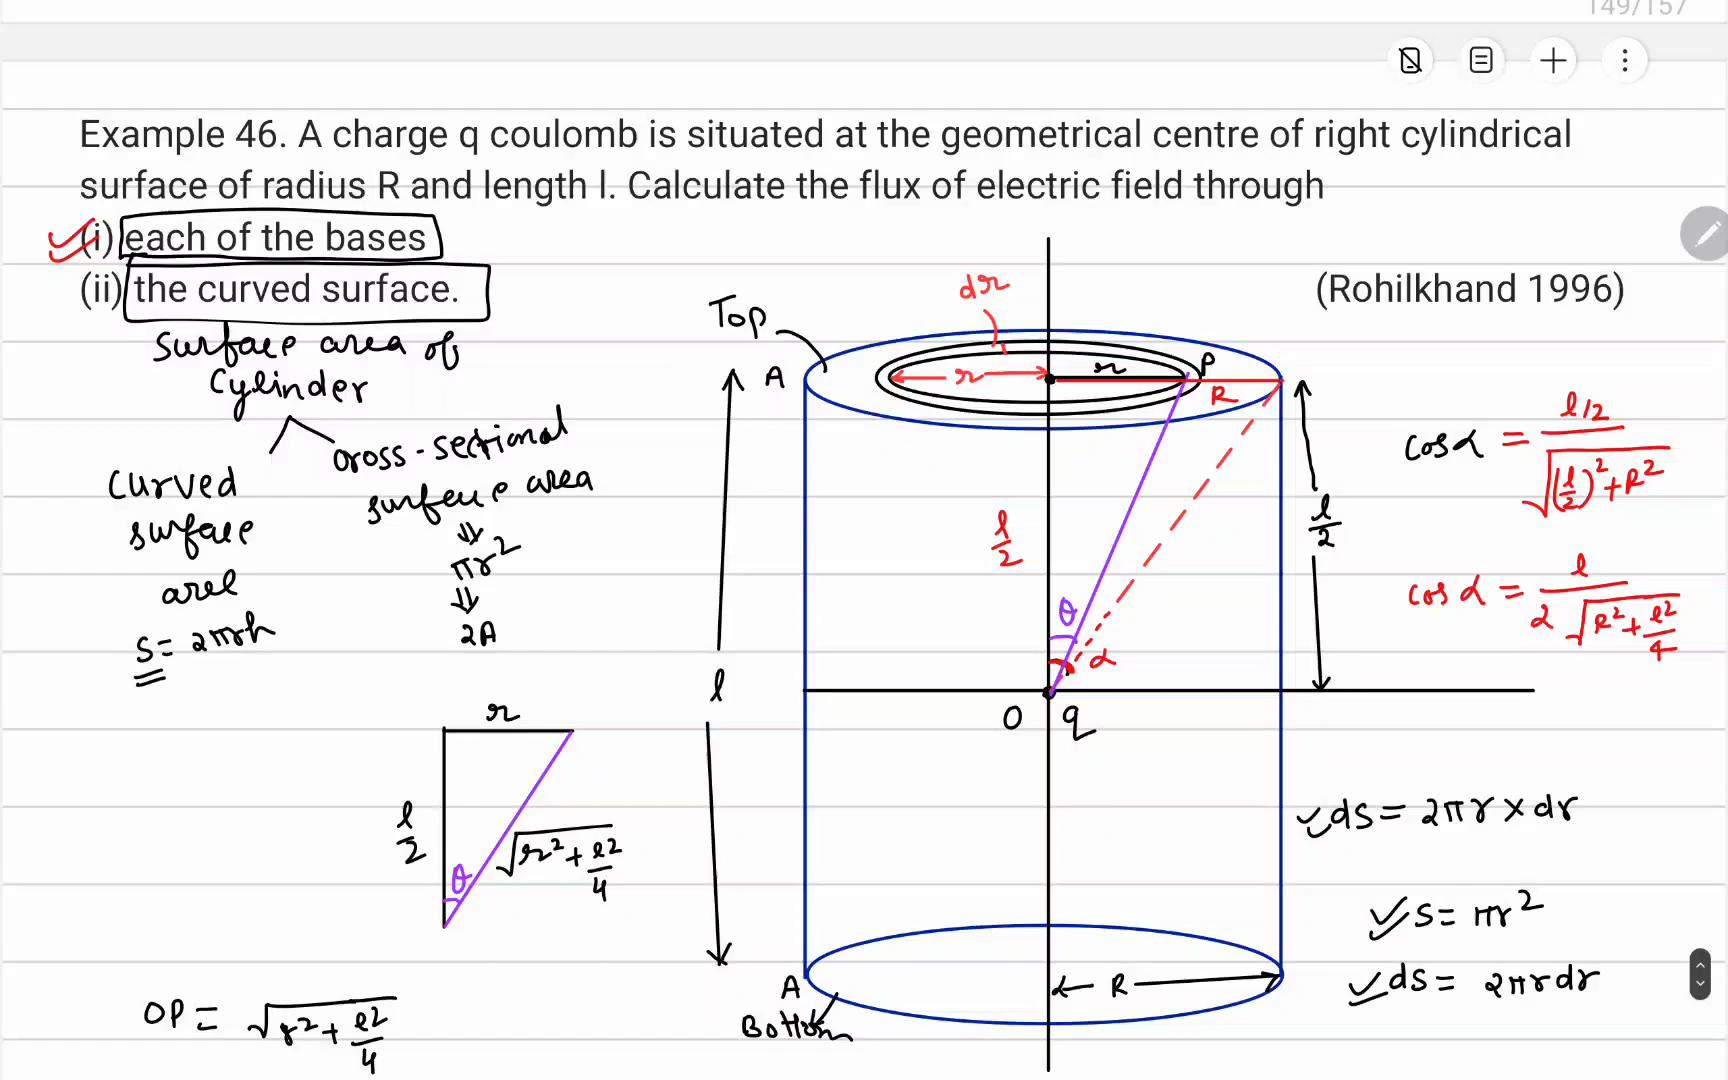 149/157
Example 46. A charge q coulomb is situated at the geometrical centre of right cylindrical
surface of radius R and length l. Calculate the flux of electric field through
(i) each of the bases
(ii) the curved surface.
(Rohilkhand 1996)
Surface area of
Cylinder
Curved
surface
area
S = 2πrh
cross-sectional
surface area
⇓
πr²
⇓
2A
r
l/2
θ
√(r² + l²/4)
OP = √(r² + l²/4)
Top
A
dr
r
r
P
R
l
l/2
l/2
θ
α
O
q
A
Bottom
R
cosα = (l/2) / √((l/2)² + R²)
cosα = l / (2√(R² + l²/4))
ds = 2πr × dr
S = πr²
ds = 2πrdr